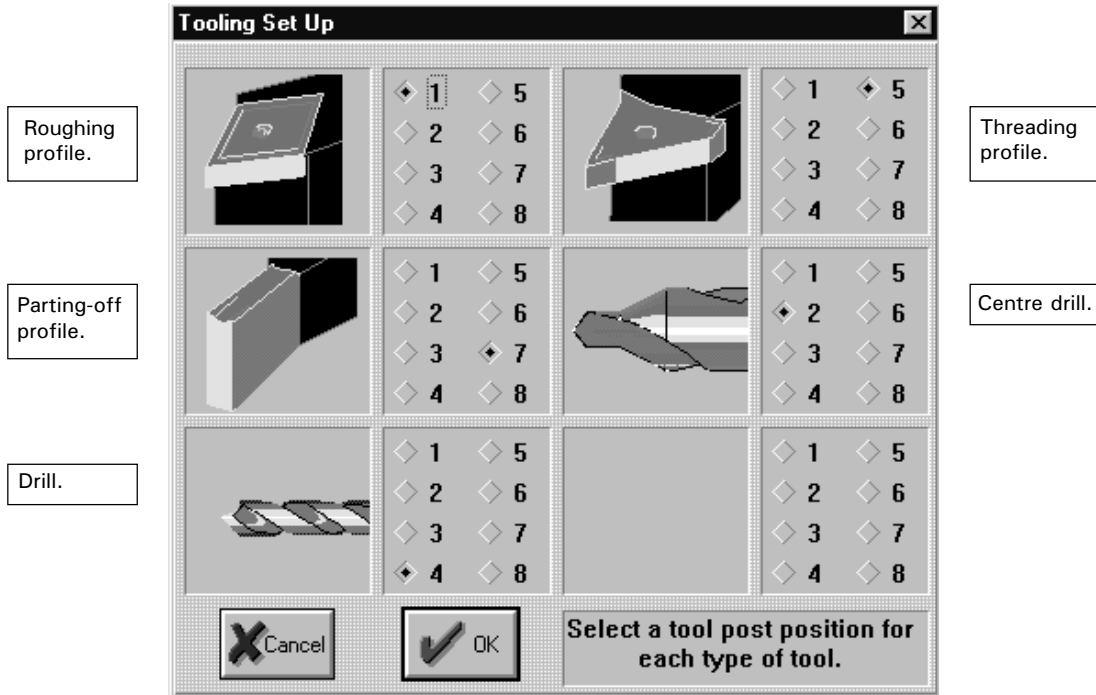 Tooling Set Up
Roughing
profile.
1 5
2 6
3 7
4 8
1 5
2 6
3 7
4 8
Threading
profile.
Parting-off
profile.
1 5
2 6
3 7
4 8
1 5
2 6
3 7
4 8
Centre drill.
Drill.
1 5
2 6
3 7
4 8
1 5
2 6
3 7
4 8
Cancel
OK
Select a tool post position for
each type of tool.